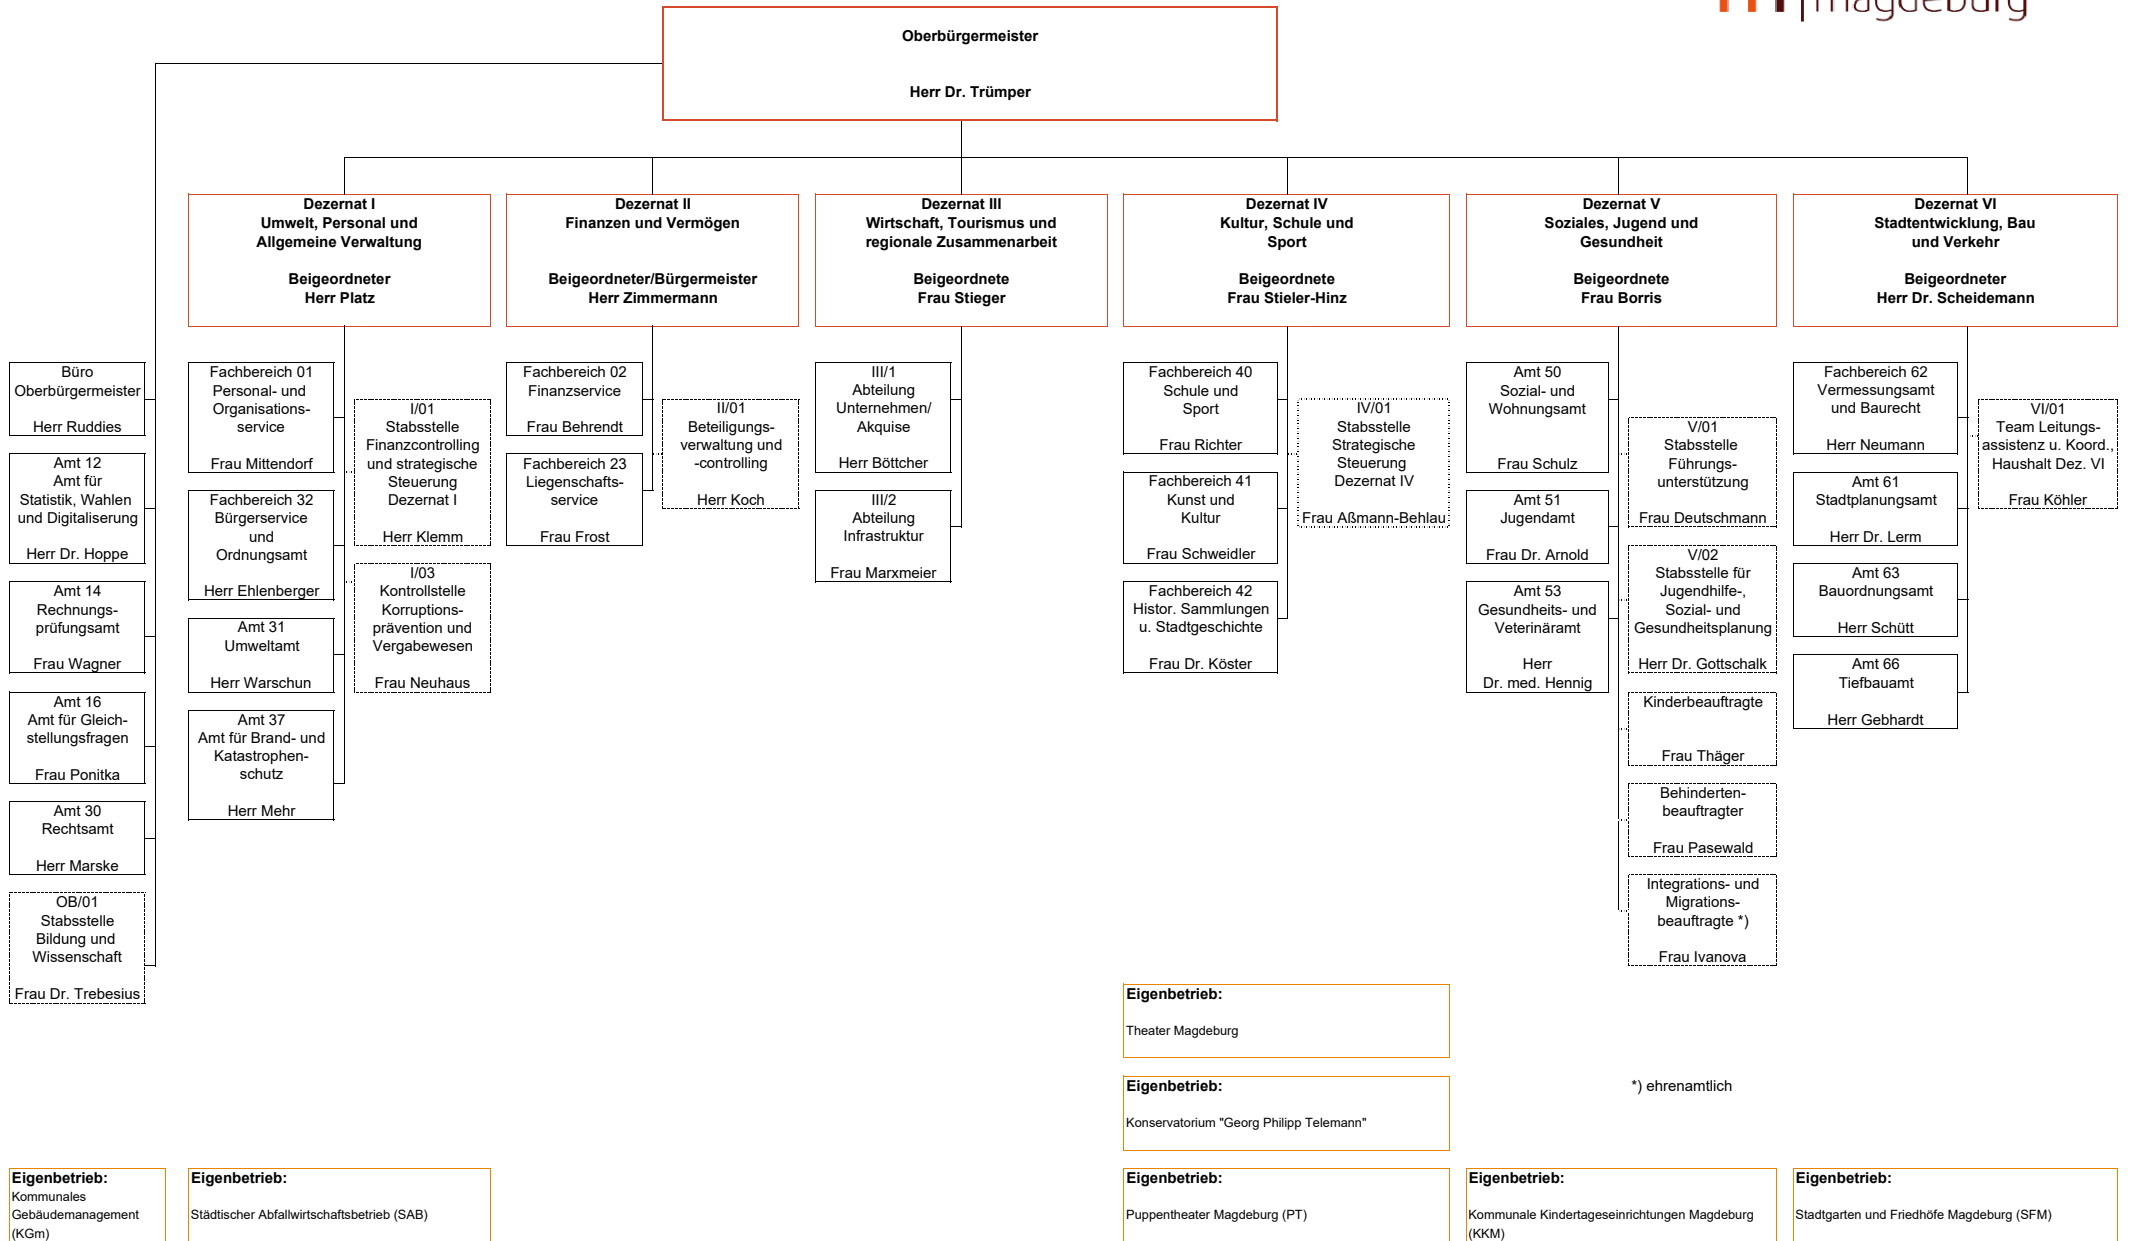 magdeburg
Oberbürgermeister
Herr Dr. Trümper
Dezernat I
Umwelt, Personal und
Allgemeine Verwaltung
Beigeordneter
Herr Platz
Dezernat II
Finanzen und Vermögen
Beigeordneter/Bürgermeister
Herr Zimmermann
Dezernat III
Wirtschaft, Tourismus und
regionale Zusammenarbeit
Beigeordnete
Frau Stieger
Dezernat IV
Kultur, Schule und
Sport
Beigeordnete
Frau Stieler-Hinz
Dezernat V
Soziales, Jugend und
Gesundheit
Beigeordnete
Frau Borris
Dezernat VI
Stadtentwicklung, Bau
und Verkehr
Beigeordneter
Herr Dr. Scheidemann
Büro
Oberbürgermeister
Herr Ruddies
Amt 12
Amt für
Statistik, Wahlen
und Digitaliserung
Herr Dr. Hoppe
Amt 14
Rechnungs-
prüfungsamt
Frau Wagner
Amt 16
Amt für Gleich-
stellungsfragen
Frau Ponitka
Amt 30
Rechtsamt
Herr Marske
OB/01
Stabsstelle
Bildung und
Wissenschaft
Frau Dr. Trebesius
Fachbereich 01
Personal- und
Organisations-
service
Frau Mittendorf
Fachbereich 32
Bürgerservice
und
Ordnungsamt
Herr Ehlenberger
Amt 31
Umweltamt
Herr Warschun
Amt 37
Amt für Brand- und
Katastrophen-
schutz
Herr Mehr
I/01
Stabsstelle
Finanzcontrolling
und strategische
Steuerung
Dezernat I
Herr Klemm
I/03
Kontrollstelle
Korruptions-
prävention und
Vergabewesen
Frau Neuhaus
Fachbereich 02
Finanzservice
Frau Behrendt
Fachbereich 23
Liegenschafts-
service
Frau Frost
II/01
Beteiligungs-
verwaltung und
-controlling
Herr Koch
III/1
Abteilung
Unternehmen/
Akquise
Herr Böttcher
III/2
Abteilung
Infrastruktur
Frau Marxmeier
Fachbereich 40
Schule und
Sport
Frau Richter
Fachbereich 41
Kunst und
Kultur
Frau Schweidler
Fachbereich 42
Histor. Sammlungen
u. Stadtgeschichte
Frau Dr. Köster
IV/01
Stabsstelle
Strategische
Steuerung
Dezernat IV
Frau Aßmann-Behlau
Amt 50
Sozial- und
Wohnungsamt
Frau Schulz
Amt 51
Jugendamt
Frau Dr. Arnold
Amt 53
Gesundheits- und
Veterinäramt
Herr
Dr. med. Hennig
V/01
Stabsstelle
Führungs-
unterstützung
Frau Deutschmann
V/02
Stabsstelle für
Jugendhilfe-,
Sozial- und
Gesundheitsplanung
Herr Dr. Gottschalk
Kinderbeauftragte
Frau Thäger
Behinderten-
beauftragter
Frau Pasewald
Integrations- und
Migrations-
beauftragte *)
Frau Ivanova
Fachbereich 62
Vermessungsamt
und Baurecht
Herr Neumann
Amt 61
Stadtplanungsamt
Herr Dr. Lerm
Amt 63
Bauordnungsamt
Herr Schütt
Amt 66
Tiefbauamt
Herr Gebhardt
VI/01
Team Leitungs-
assistenz u. Koord.,
Haushalt Dez. VI
Frau Köhler
Eigenbetrieb:
Theater Magdeburg
Eigenbetrieb:
Konservatorium "Georg Philipp Telemann"
*) ehrenamtlich
Eigenbetrieb:
Kommunales
Gebäudemanagement
(KGm)
Eigenbetrieb:
Städtischer Abfallwirtschaftsbetrieb (SAB)
Eigenbetrieb:
Puppentheater Magdeburg (PT)
Eigenbetrieb:
Kommunale Kindertageseinrichtungen Magdeburg
(KKM)
Eigenbetrieb:
Stadtgarten und Friedhöfe Magdeburg (SFM)